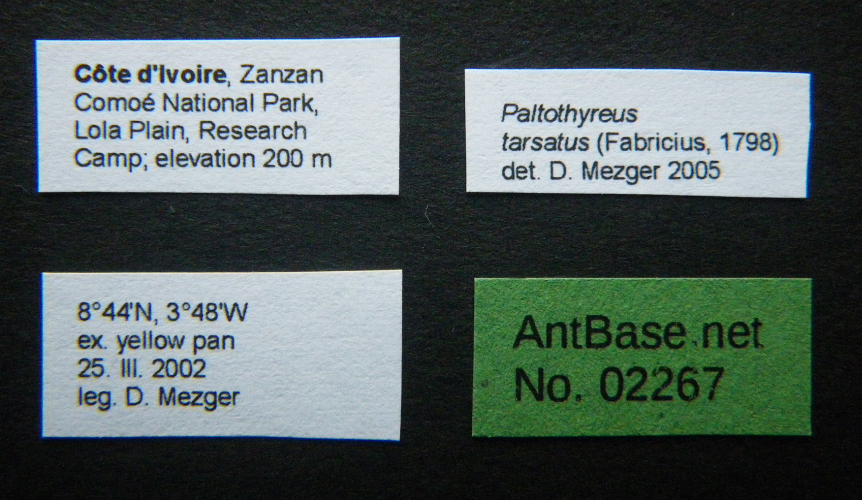 Côte d'Ivoire, Zanzan
Comoé National Park,
Lola Plain, Research
Camp; elevation 200 m
Paltothyreus
tarsatus (Fabricius, 1798)
det. D. Mezger 2005
8°44'N, 3°48'W
ex. yellow pan
25. III. 2002
leg. D. Mezger
AntBase.net
No. 02267